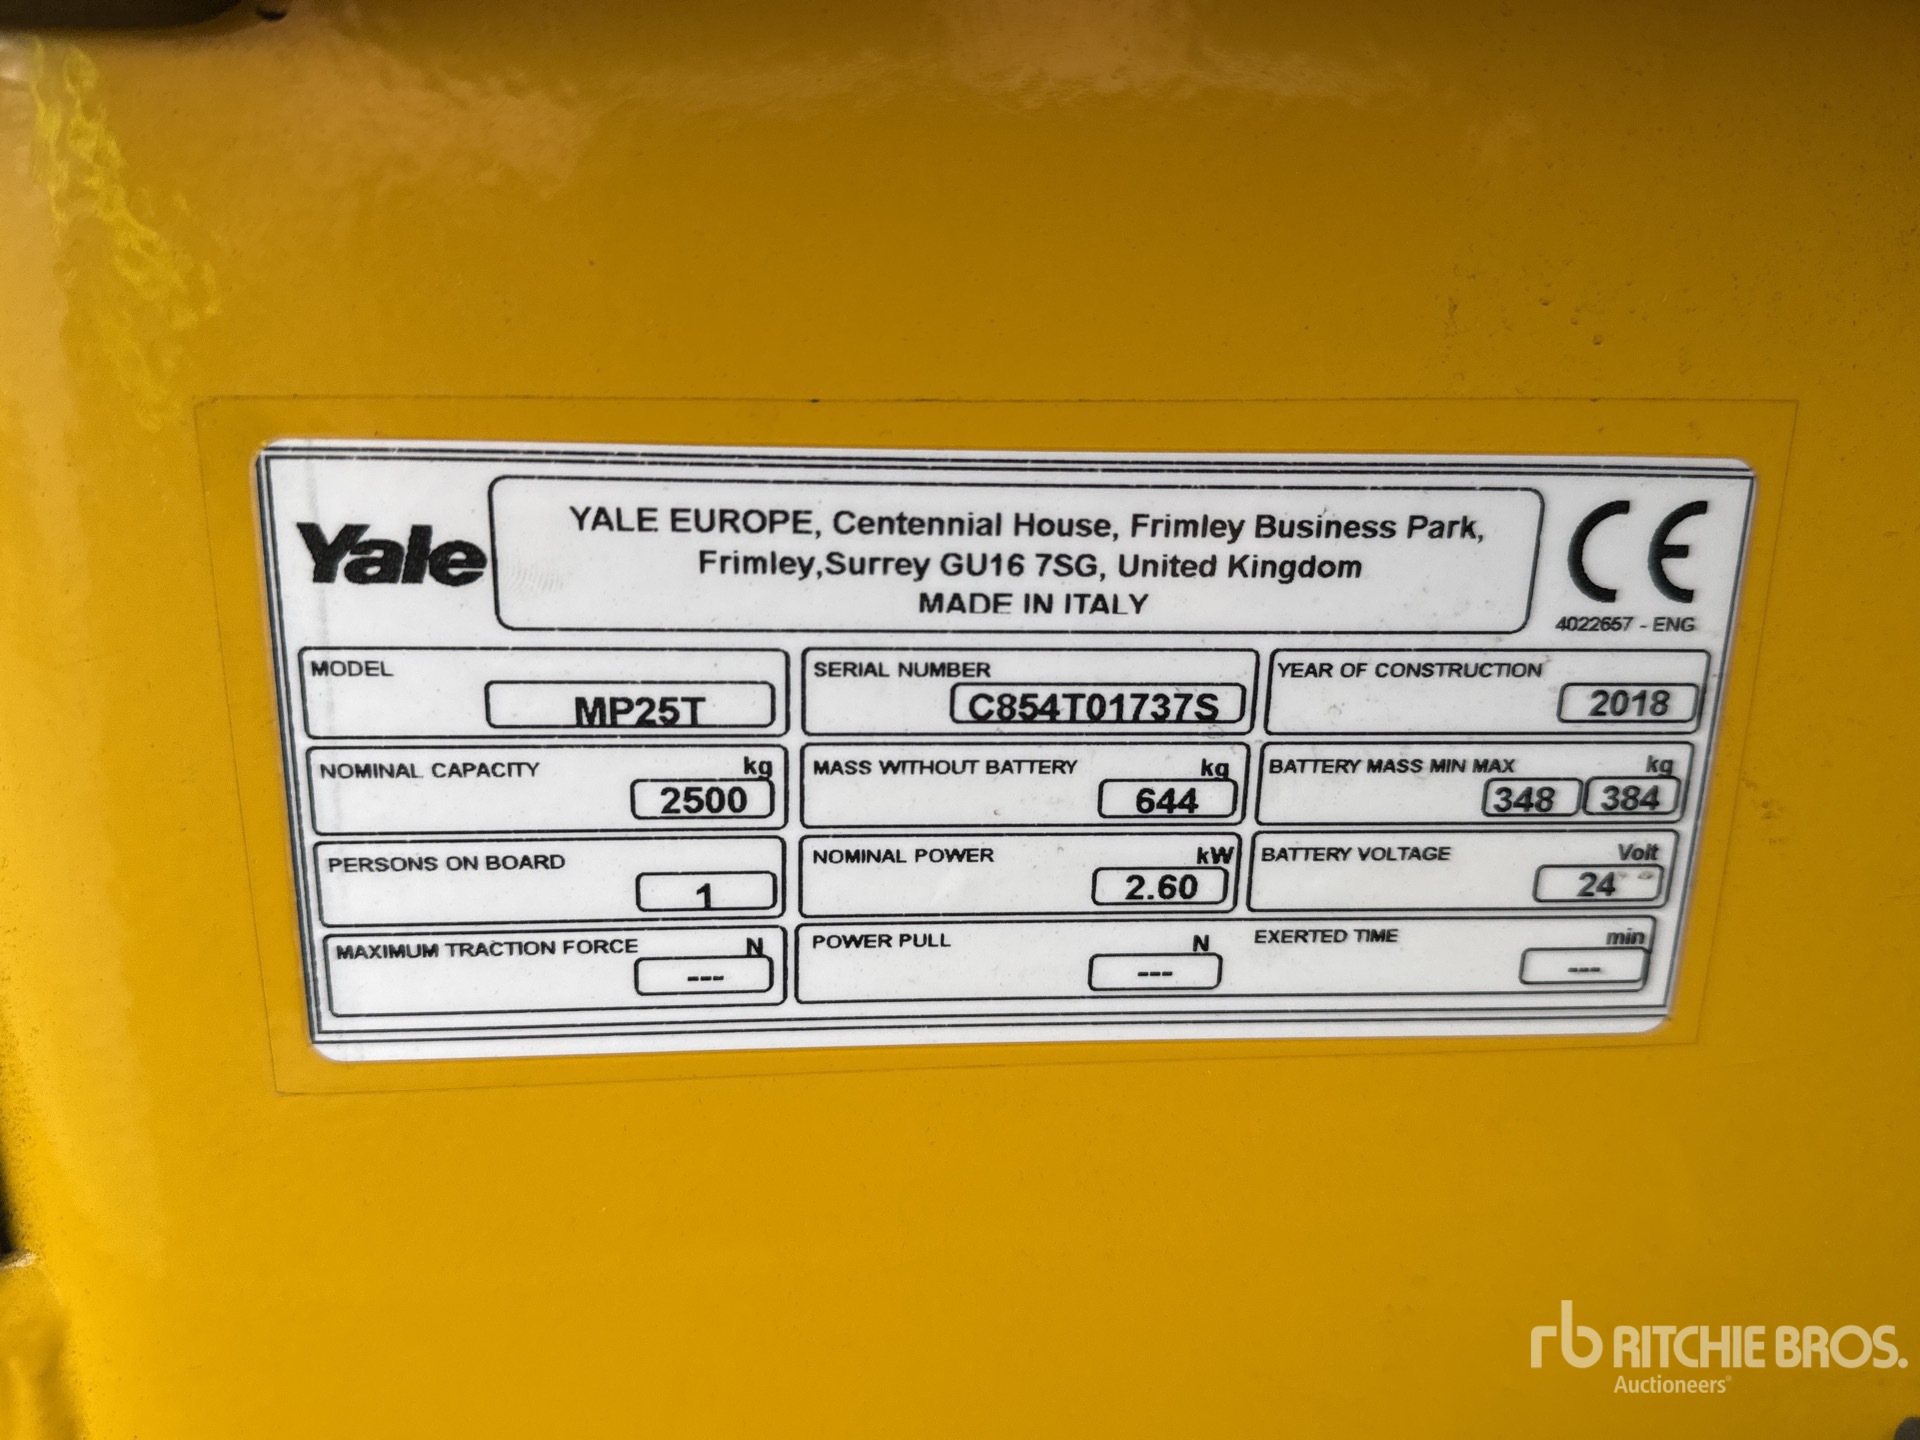 Yale
YALE EUROPE, Centennial House, Frimley Business Park,
Frimley,Surrey GU16 7SG, United Kingdom
MADE IN ITALY
CE
4022657 - ENG
MODEL
MP25T
SERIAL NUMBER
C854T01737S
YEAR OF CONSTRUCTION
2018
NOMINAL CAPACITY kg
2500
MASS WITHOUT BATTERY kg
644
BATTERY MASS MIN MAX kg
348 384
PERSONS ON BOARD
1
NOMINAL POWER kW
2.60
BATTERY VOLTAGE Volt
24
MAXIMUM TRACTION FORCE N
---
POWER PULL N
---
EXERTED TIME min
---
rb RITCHIE BROS.
Auctioneers®